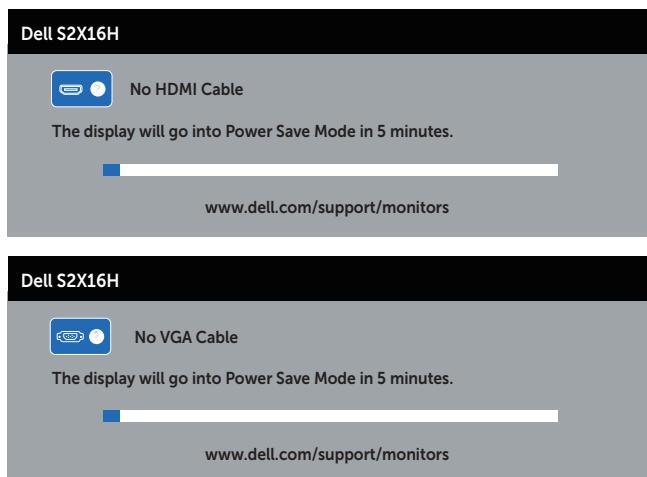 Dell S2X16H
No HDMI Cable
The display will go into Power Save Mode in 5 minutes.
www.dell.com/support/monitors
Dell S2X16H
No VGA Cable
The display will go into Power Save Mode in 5 minutes.
www.dell.com/support/monitors